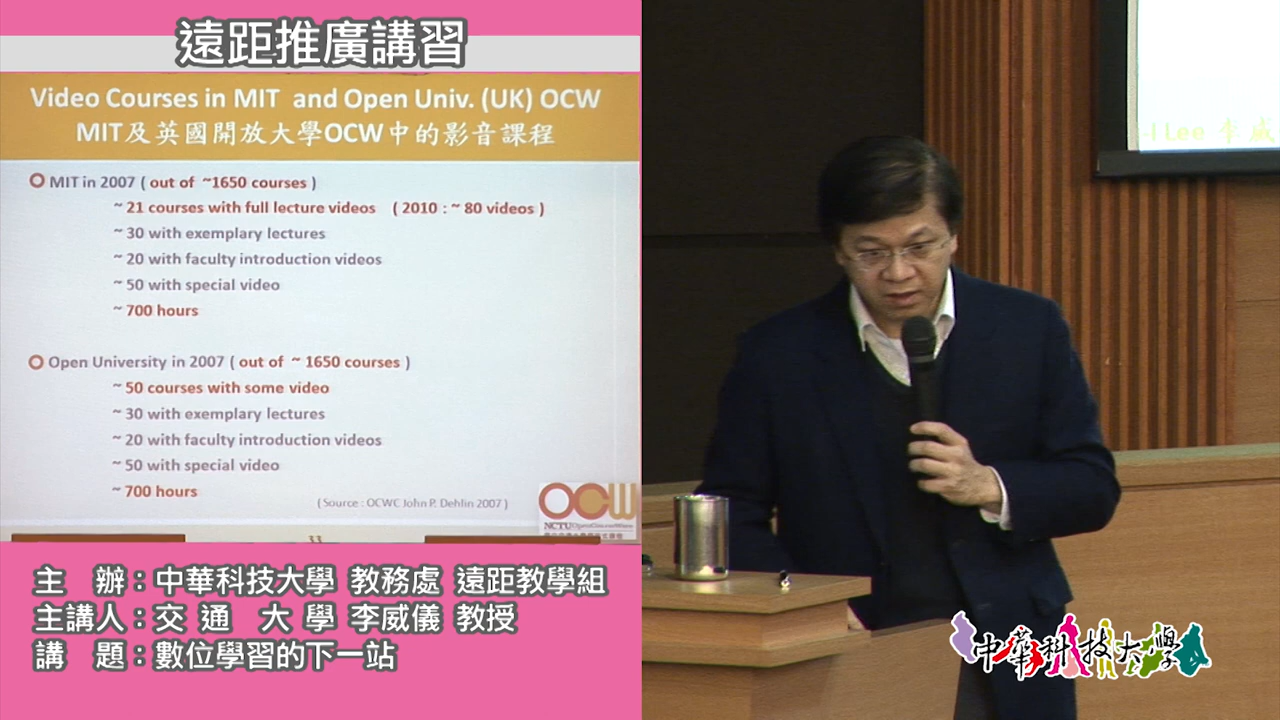 遠距推廣講習
Video Courses in MIT and Open Univ. (UK) OCW
MIT及英國開放大學OCW中的影音課程
MIT in 2007 ( out of ~1650 courses )
~ 21 courses with full lecture videos ( 2010 : ~ 80 videos )
~ 30 with exemplary lectures
~ 20 with faculty introduction videos
~ 50 with special video
~ 700 hours
Open University in 2007 ( out of ~ 1650 courses )
~ 50 courses with some video
~ 30 with exemplary lectures
~ 20 with faculty introduction videos
~ 50 with special video
~ 700 hours
( Source : OCWC John P. Dehlin 2007 )
OCW
NCTU OpenCourseWare
主 辦：中華科技大學 教務處 遠距教學組
主講人：交 通 大 學 李威儀 教授
講 題：數位學習的下一站
Lee 李威
中華科技大學